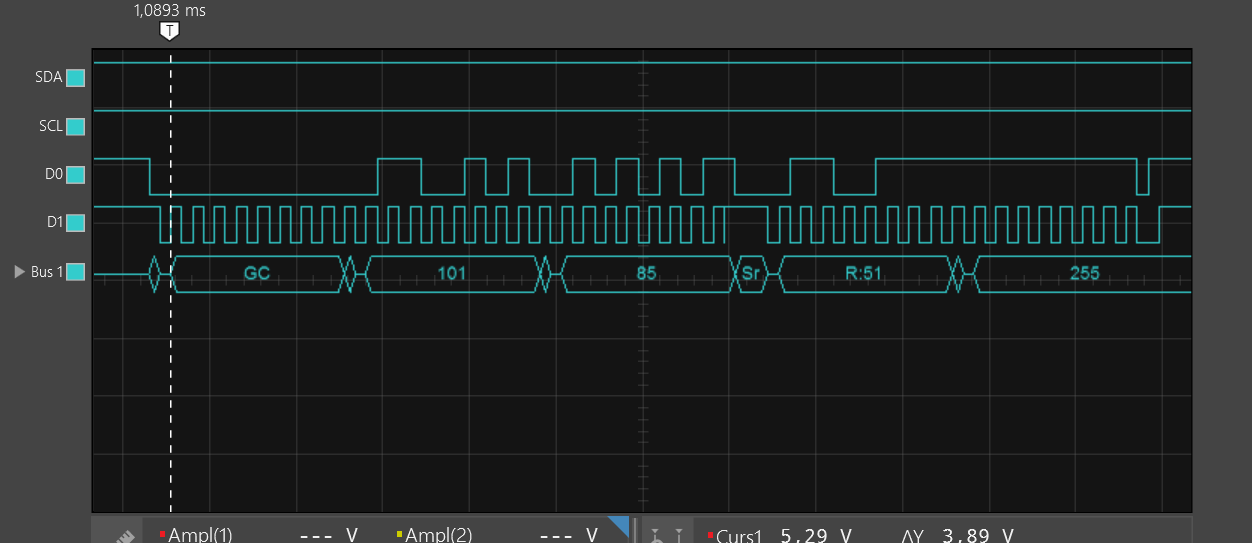 1,0893 ms
T
SDA
SCL
D0
D1
Bus 1 GC 101 85 Sr R:51 255
Ampl(1) --- V Ampl(2) --- V Curs1 5,29 V ΔY 3,89 V